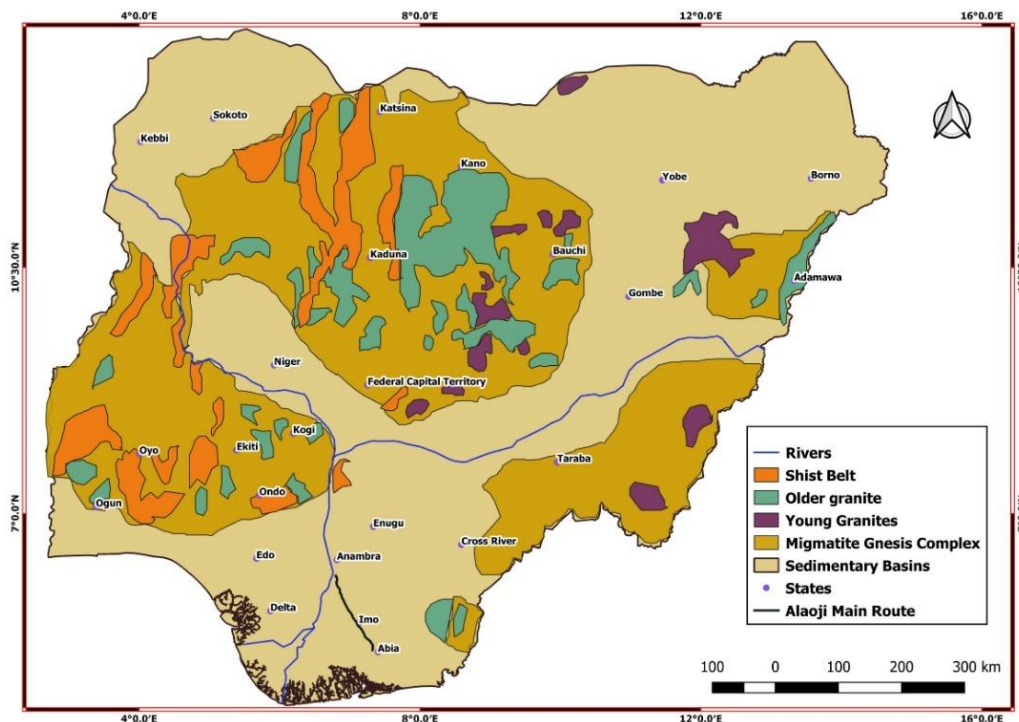 4°0.0'E 8°0.0'E 12°0.0'E 16°0.0'E
Katsina
Sokoto
Kebbi
Kano
Yobe
Borno
Kaduna
Bauchi
10°30.0'N
Adamawa
Gombe
Niger
Federal Capital Territory
Kogi
Oyo
Ekiti
Taraba
Ondo
Ogun
7°0.0'N
Enugu
Edo
Anambra
Cross River
Delta
Imo
Abia
Rivers
Shist Belt
Older granite
Young Granites
Migmatite Gnesis Complex
Sedimentary Basins
States
Alaoji Main Route
100 0 100 200 300 km
4°0.0'E 8°0.0'E 12°0.0'E 16°0.0'E